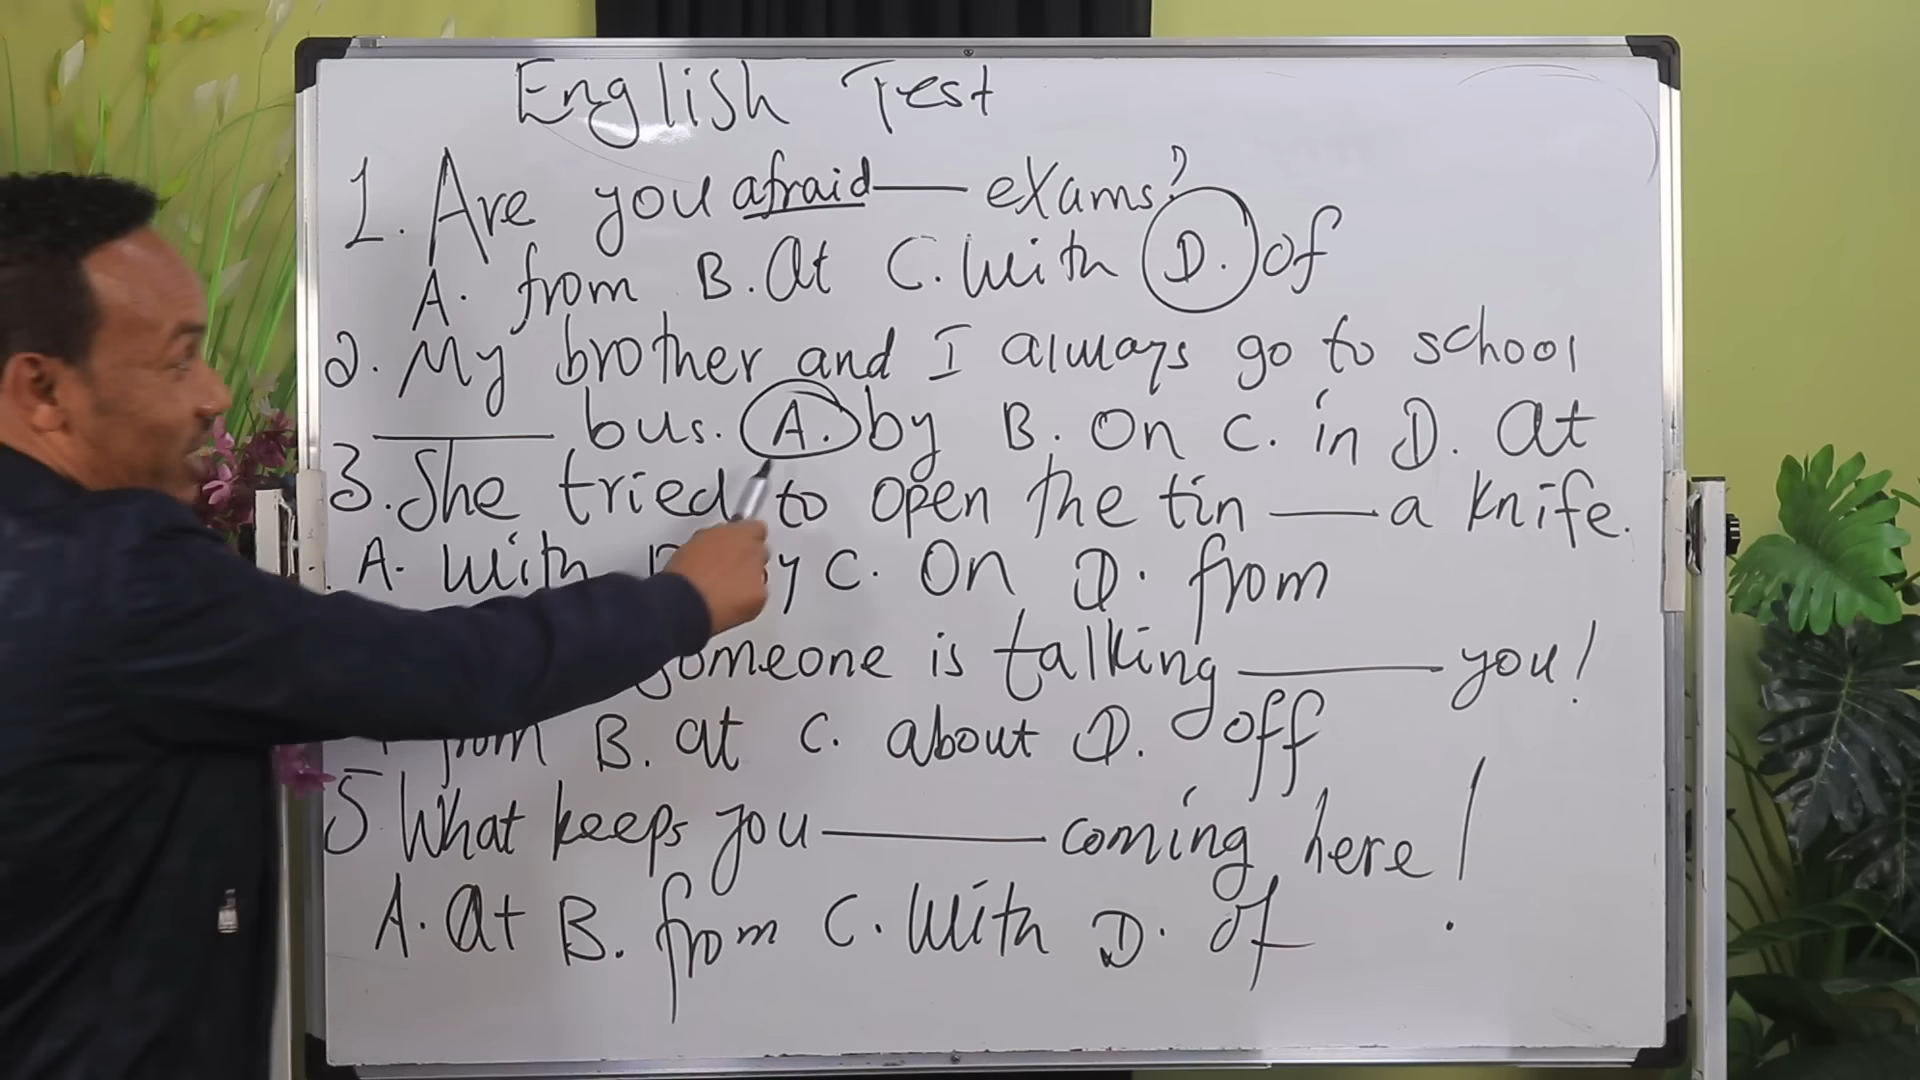 English Test
1. Are you afraid ___ exams?
A. from B. at C. with D. of
2. My brother and I always go to school
___ bus. A. by B. on C. in D. at
3. She tried to open the tin ___ a knife.
A. With C. On D. from
someone is talking ___ you!
from B. at C. about D. off
5 What keeps you ___ coming here!
A. at B. from C. With D. of